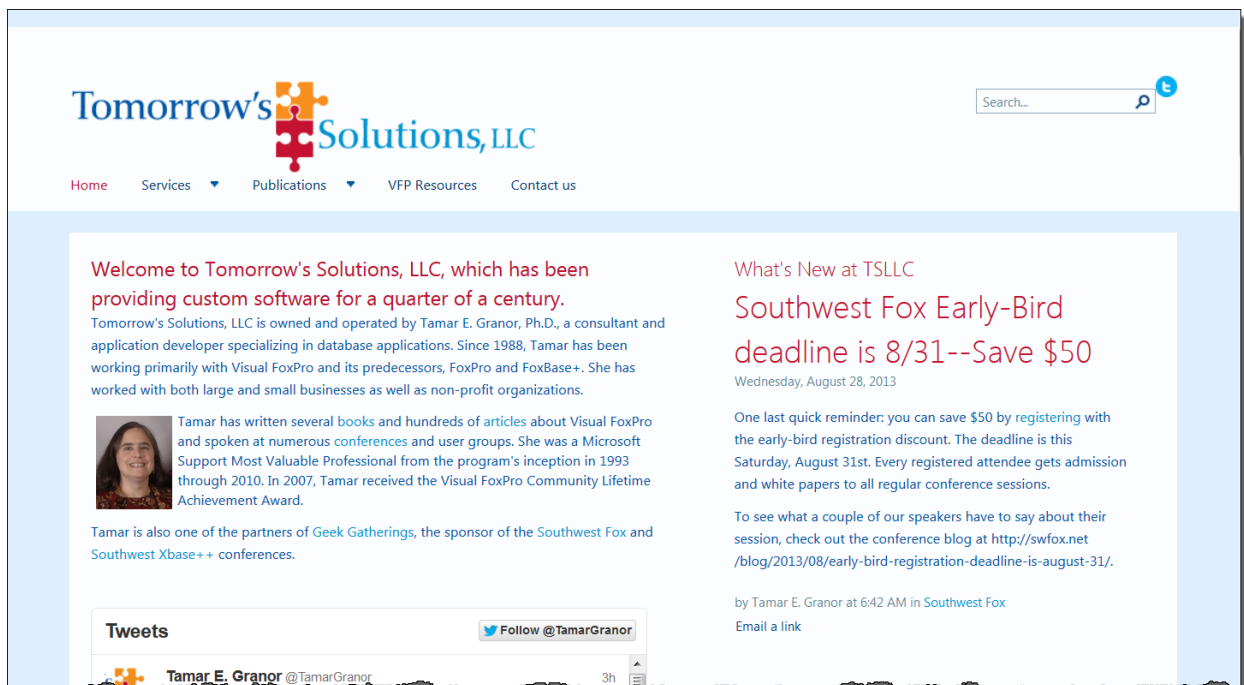 Tomorrow's
Solutions, LLC
Search...
Home Services Publications VFP Resources Contact us
Welcome to Tomorrow's Solutions, LLC, which has been
providing custom software for a quarter of a century.
Tomorrow's Solutions, LLC is owned and operated by Tamar E. Granor, Ph.D., a consultant and
application developer specializing in database applications. Since 1988, Tamar has been
working primarily with Visual FoxPro and its predecessors, FoxPro and FoxBase+. She has
worked with both large and small businesses as well as non-profit organizations.
Tamar has written several books and hundreds of articles about Visual FoxPro
and spoken at numerous conferences and user groups. She was a Microsoft
Support Most Valuable Professional from the program's inception in 1993
through 2010. In 2007, Tamar received the Visual FoxPro Community Lifetime
Achievement Award.
Tamar is also one of the partners of Geek Gatherings, the sponsor of the Southwest Fox and
Southwest Xbase++ conferences.
Tweets
Follow @TamarGranor
Tamar E. Granor @TamarGranor 3h
What's New at TSLLC
Southwest Fox Early-Bird
deadline is 8/31--Save $50
Wednesday, August 28, 2013
One last quick reminder: you can save $50 by registering with
the early-bird registration discount. The deadline is this
Saturday, August 31st. Every registered attendee gets admission
and white papers to all regular conference sessions.
To see what a couple of our speakers have to say about their
session, check out the conference blog at http://swfox.net
/blog/2013/08/early-bird-registration-deadline-is-august-31/.
by Tamar E. Granor at 6:42 AM in Southwest Fox
Email a link